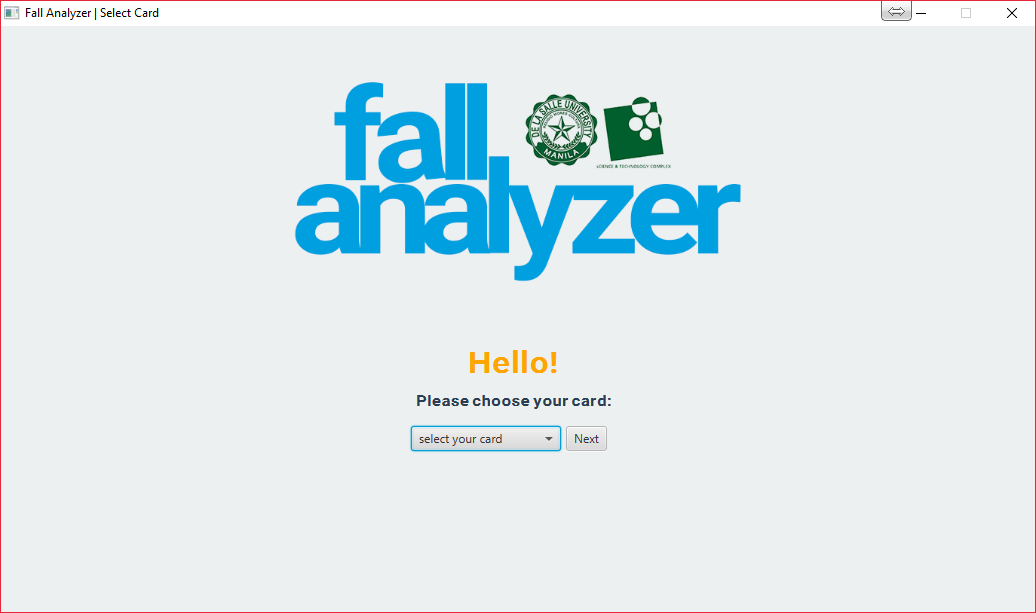 Fall Analyzer | Select Card
fall
analyzer
DE LA SALLE UNIVERSITY
MANILA
SCIENCE & TECHNOLOGY COMPLEX
Hello!
Please choose your card:
select your card
Next